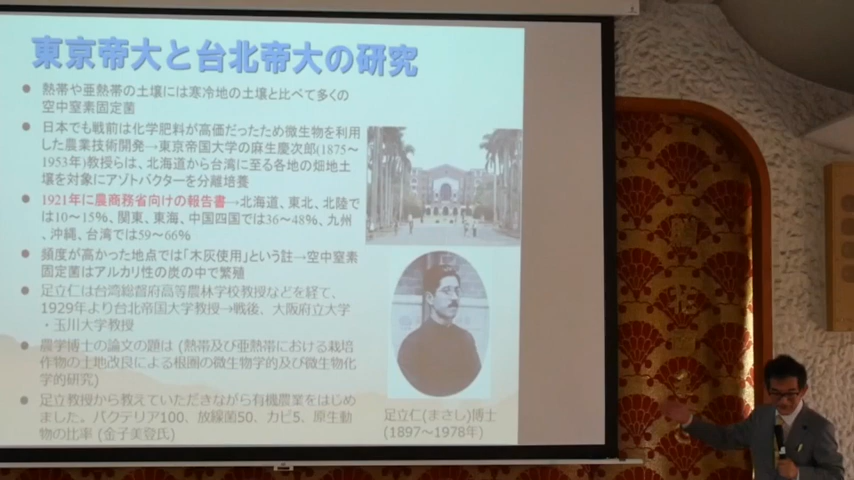 東京帝大と台北帝大の研究
● 熱帯や亜熱帯の土壌には寒冷地の土壌と比べて多くの
空中窒素固定菌
● 日本でも戦前は化学肥料が高価だったため微生物を利用
した農業技術開発→東京帝国大学の麻生慶次郎(1875～
1953年)教授らは、北海道から台湾に至る各地の畑地土
壌を対象にアゾトバクターを分離培養
● 1921年に農商務省向けの報告書→北海道、東北、北陸で
は10～15%、関東、東海、中国四国では36～48%、九州
、沖縄、台湾では59～66%
● 頻度が高かった地点では「木灰使用」という註→空中窒素
固定菌はアルカリ性の炭の中で繁殖
● 足立仁は台湾総督府高等農林学校教授などを経て、
1929年より台北帝国大学教授→戦後、大阪府立大学
・玉川大学教授
● 農学博士の論文の題は (熱帯及び亜熱帯における栽培
作物の土地改良による根圏の微生物学的及び微生物化
学的研究)
● 足立教授から教えていただきながら有機農業をはじめ
ました。バクテリア100、放線菌50、カビ5、原生動
物の比率 (金子美登氏)
足立仁(まさし)博士
(1897～1978年)